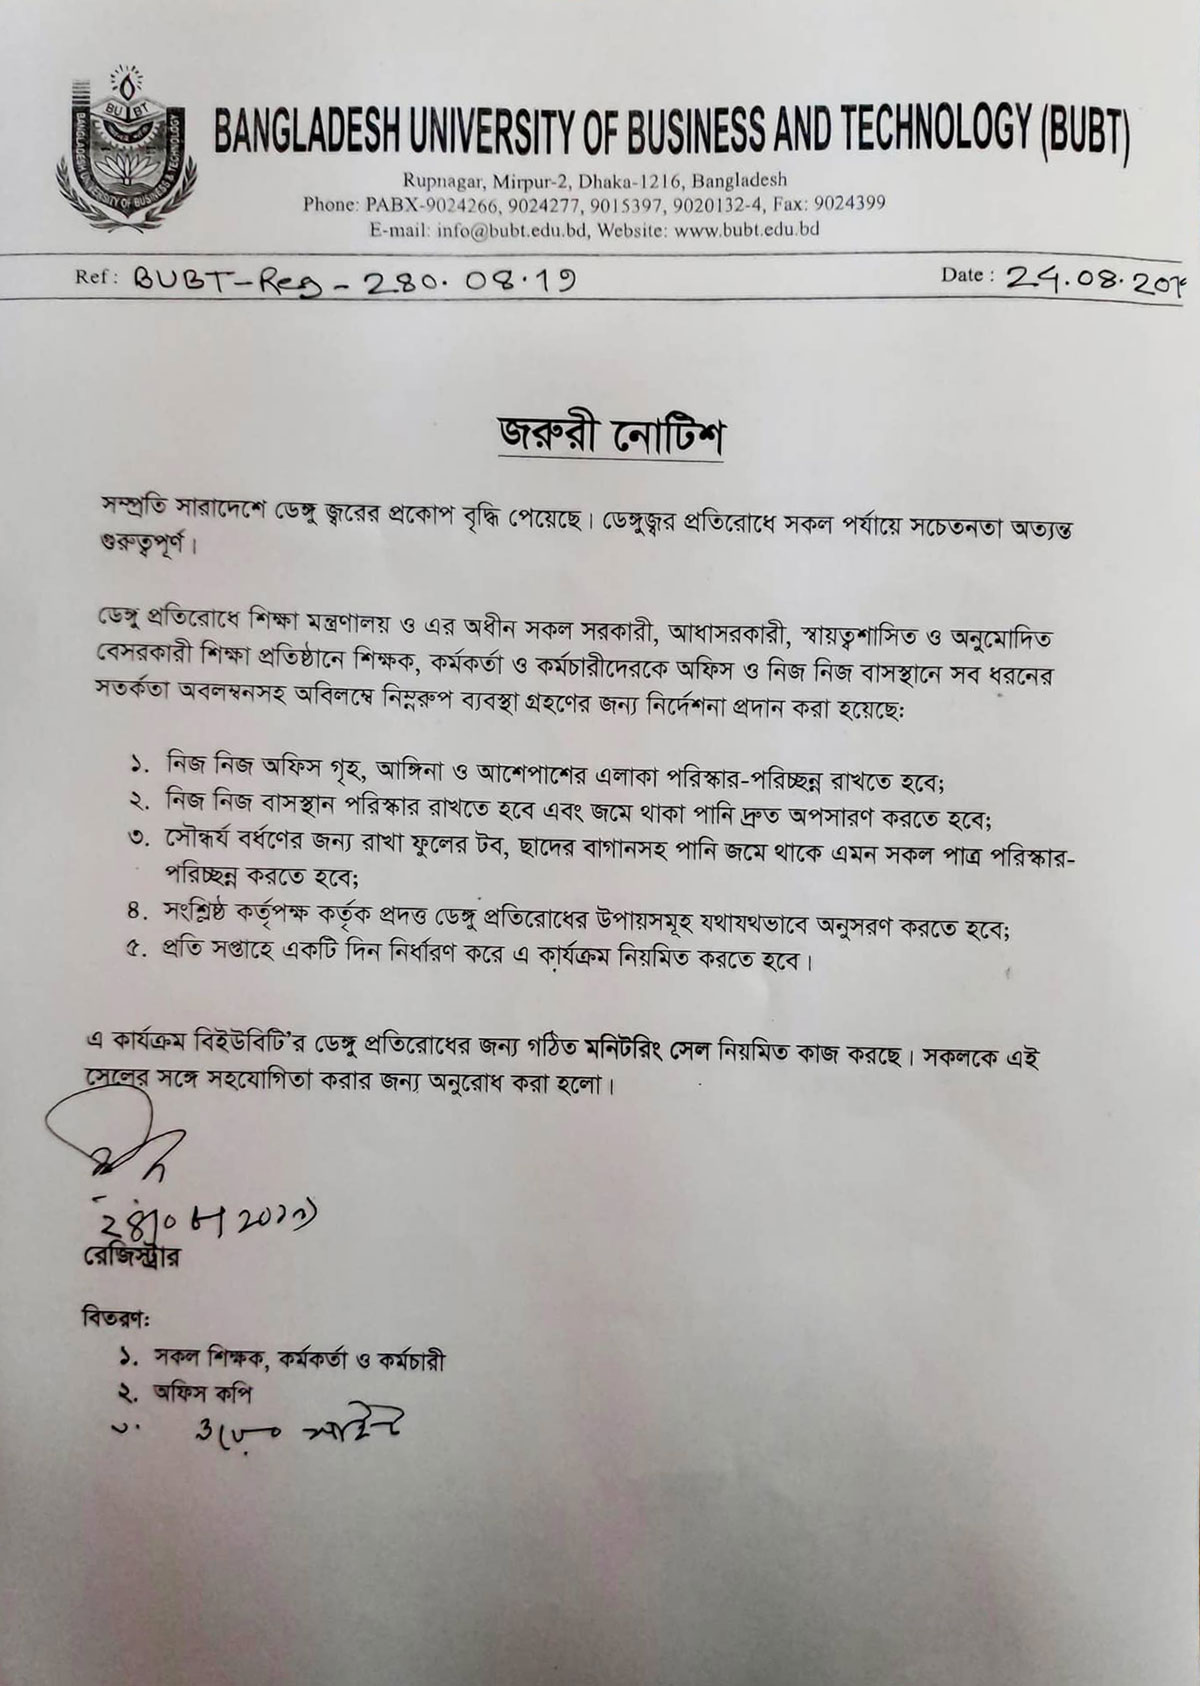 BU BT
BANGLADESH UNIVERSITY OF BUSINESS & TECHNOLOGY
BANGLADESH UNIVERSITY OF BUSINESS AND TECHNOLOGY (BUBT)
Rupnagar, Mirpur-2, Dhaka-1216, Bangladesh
Phone: PABX-9024266, 9024277, 9015397, 9020132-4, Fax: 9024399
E-mail: info@bubt.edu.bd, Website: www.bubt.edu.bd
Ref: BUBT-Reg-280.08.19 Date: 24.08.201
জরুরী নোটিশ
সম্প্রতি সারাদেশে ডেঙ্গু জ্বরের প্রকোপ বৃদ্ধি পেয়েছে। ডেঙ্গুজ্বর প্রতিরোধে সকল পর্যায়ে সচেতনতা অত্যন্ত
গুরুত্বপূর্ণ।
ডেঙ্গু প্রতিরোধে শিক্ষা মন্ত্রণালয় ও এর অধীন সকল সরকারী, আধাসরকারী, স্বায়ত্বশাসিত ও অনুমোদিত
বেসরকারী শিক্ষা প্রতিষ্ঠানে শিক্ষক, কর্মকর্তা ও কর্মচারীদেরকে অফিস ও নিজ নিজ বাসস্থানে সব ধরনের
সতর্কতা অবলম্বনসহ অবিলম্বে নিম্নরুপ ব্যবস্থা গ্রহণের জন্য নির্দেশনা প্রদান করা হয়েছেঃ
১. নিজ নিজ অফিস গৃহ, আঙ্গিনা ও আশেপাশের এলাকা পরিস্কার-পরিচ্ছন্ন রাখতে হবে;
২. নিজ নিজ বাসস্থান পরিস্কার রাখতে হবে এবং জমে থাকা পানি দ্রুত অপসারণ করতে হবে;
৩. সৌন্ধর্য বর্ধণের জন্য রাখা ফুলের টব, ছাদের বাগানসহ পানি জমে থাকে এমন সকল পাত্র পরিস্কার-
পরিচ্ছন্ন করতে হবে;
৪. সংশ্লিষ্ঠ কর্তৃপক্ষ কর্তৃক প্রদত্ত ডেঙ্গু প্রতিরোধের উপায়সমূহ যথাযথভাবে অনুসরণ করতে হবে;
৫. প্রতি সপ্তাহে একটি দিন নির্ধারণ করে এ কার্যক্রম নিয়মিত করতে হবে।
এ কার্যক্রম বিইউবিটি'র ডেঙ্গু প্রতিরোধের জন্য গঠিত মনিটরিং সেল নিয়মিত কাজ করছে। সকলকে এই
সেলের সঙ্গে সহযোগিতা করার জন্য অনুরোধ করা হলো।
রেজিস্ট্রার
বিতরণঃ
১. সকল শিক্ষক, কর্মকর্তা ও কর্মচারী
২. অফিস কপি
৩.